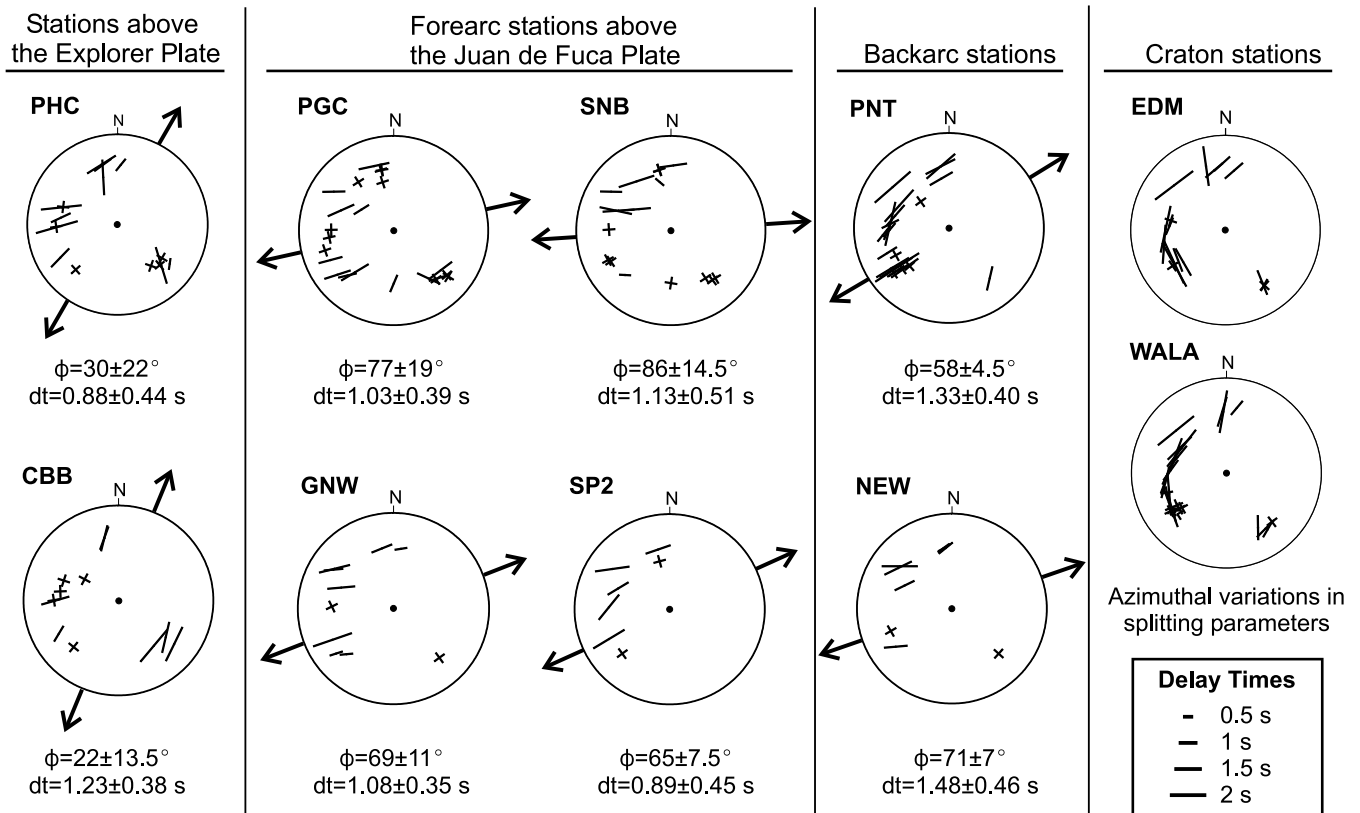 Stations above
the Explorer Plate
Forearc stations above
the Juan de Fuca Plate
Backarc stations
Craton stations
PHC
N
ϕ=30±22°
dt=0.88±0.44 s
CBB
N
ϕ=22±13.5°
dt=1.23±0.38 s
PGC
N
ϕ=77±19°
dt=1.03±0.39 s
SNB
N
ϕ=86±14.5°
dt=1.13±0.51 s
GNW
N
ϕ=69±11°
dt=1.08±0.35 s
SP2
N
ϕ=65±7.5°
dt=0.89±0.45 s
PNT
N
ϕ=58±4.5°
dt=1.33±0.40 s
NEW
N
ϕ=71±7°
dt=1.48±0.46 s
EDM
N
WALA
N
Azimuthal variations in
splitting parameters
Delay Times
0.5 s
1 s
1.5 s
2 s